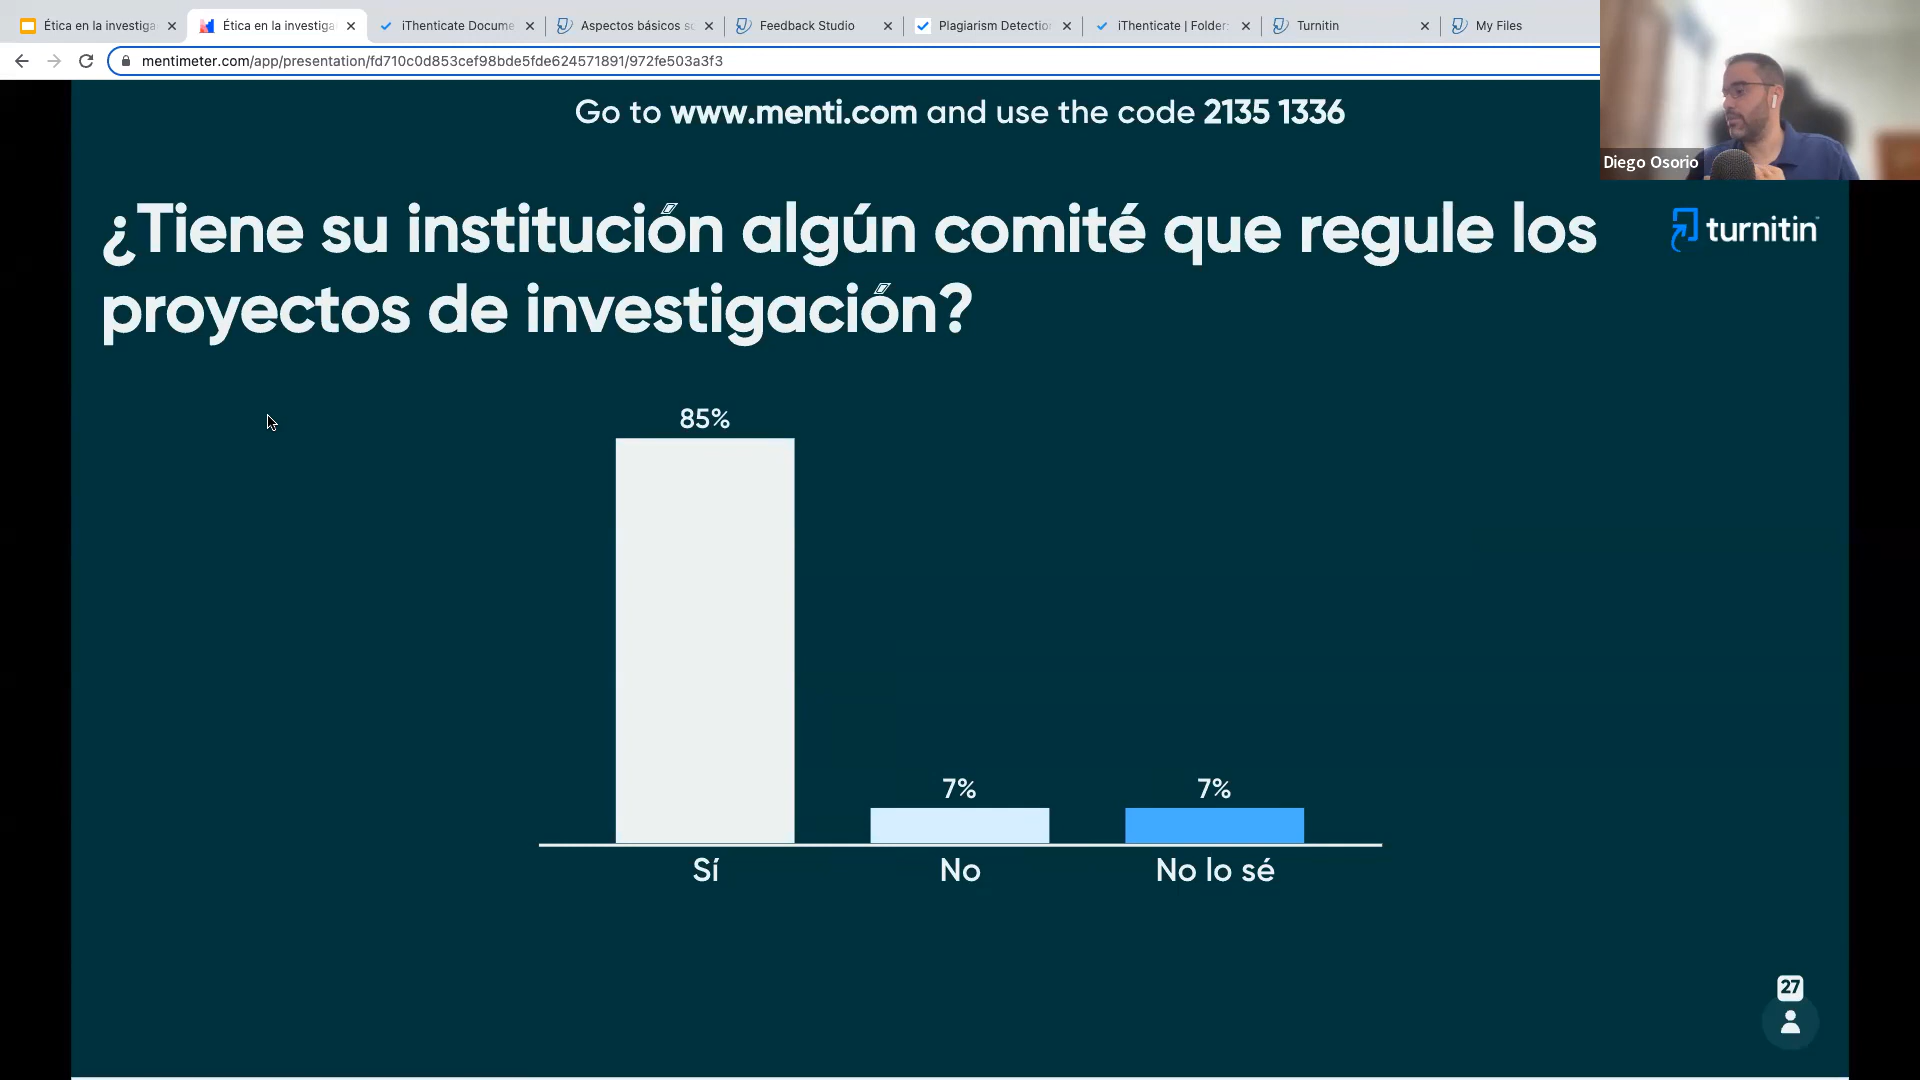 Ética en la investiga
Ética en la investiga
iThenticate Docume
Aspectos básicos so
Feedback Studio
Plagiarism Detection
iThenticate | Folder:
Turnitin
My Files
mentimeter.com/app/presentation/fd710c0d853cef98bde5fde624571891/972fe503a3f3
Go to www.menti.com and use the code 2135 1336
Diego Osorio
¿Tiene su institución algún comité que regule los
proyectos de investigación?
turnitin
85%
7%
7%
Sí
No
No lo sé
27